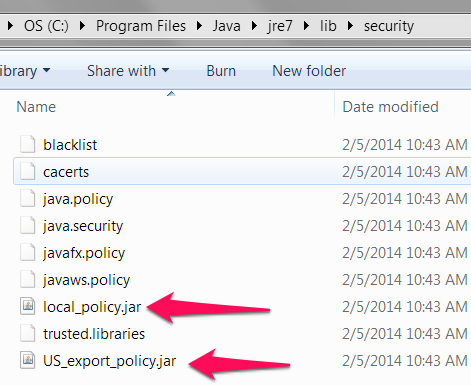 OS (C:) ▸ Program Files ▸ Java ▸ jre7 ▸ lib ▸ security
ibrary ▾ Share with ▾ Burn New folder
Name Date modified
blacklist 2/5/2014 10:43 AM
cacerts 2/5/2014 10:43 AM
java.policy 2/5/2014 10:43 AM
java.security 2/5/2014 10:43 AM
javafx.policy 2/5/2014 10:43 AM
javaws.policy 2/5/2014 10:43 AM
local_policy.jar 2/5/2014 10:43 AM
trusted.libraries 2/5/2014 10:43 AM
US_export_policy.jar 2/5/2014 10:43 AM